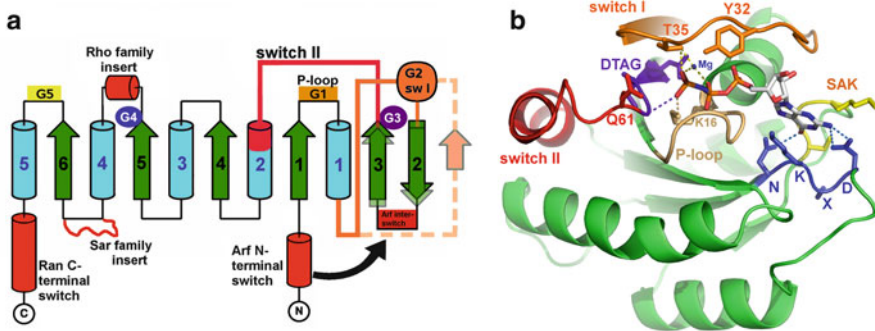 a
Rho family
insert
switch II
G5
P-loop
G1
G2
sw I
G4
G3
5
6
4
5
3
4
2
1
1
3
2
Arf inter-
switch
Sar family
insert
Ran C-
terminal
switch
Arf N-
terminal
switch
C
N
b
switch I
Y32
T35
DTAG
Mg
SAK
Q61
K16
switch II
P-loop
N
K
D
X